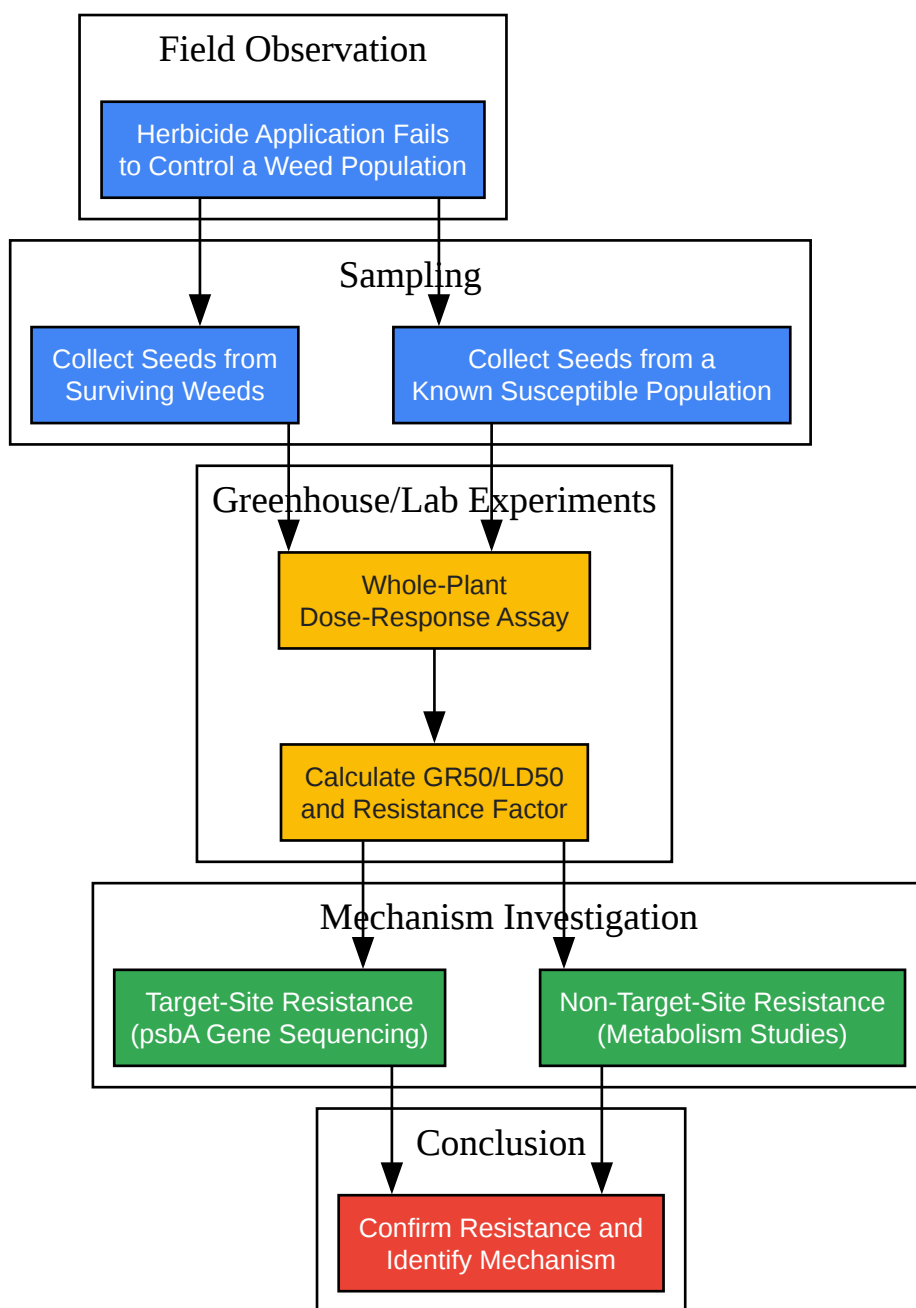 Field Observation
Herbicide Application Fails
to Control a Weed Population
Sampling
Collect Seeds from
Surviving Weeds
Collect Seeds from a
Known Susceptible Population
Greenhouse/Lab Experiments
Whole-Plant
Dose-Response Assay
Calculate GR50/LD50
and Resistance Factor
Mechanism Investigation
Target-Site Resistance
(psbA Gene Sequencing)
Non-Target-Site Resistance
(Metabolism Studies)
Conclusion
Confirm Resistance and
Identify Mechanism